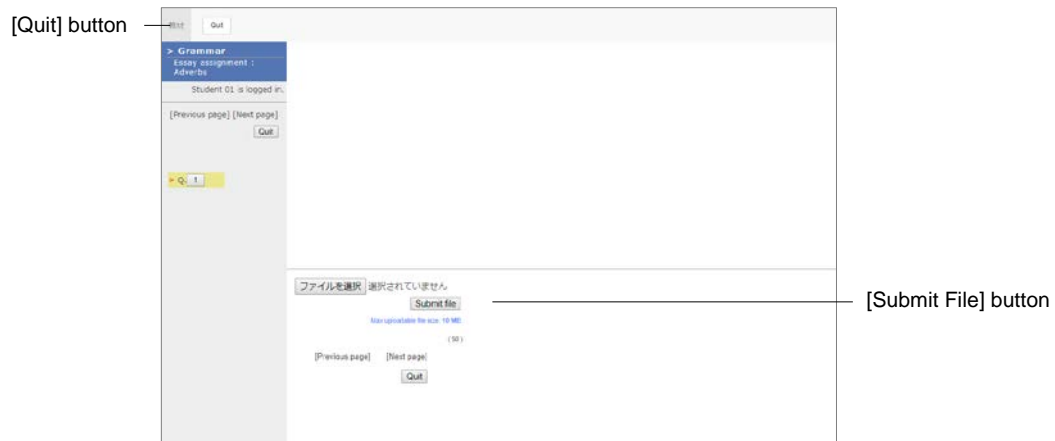 [Quit] button
Quit
> Grammar
Essay assignment :
Adverbs
Student 01 is logged in.
[Previous page] [Next page]
Quit
Q. 1
ファイルを選択 選択されていません
Submit file
Max uploadable file size: 10 MB
( 50 )
[Previous page] [Next page]
Quit
[Submit File] button